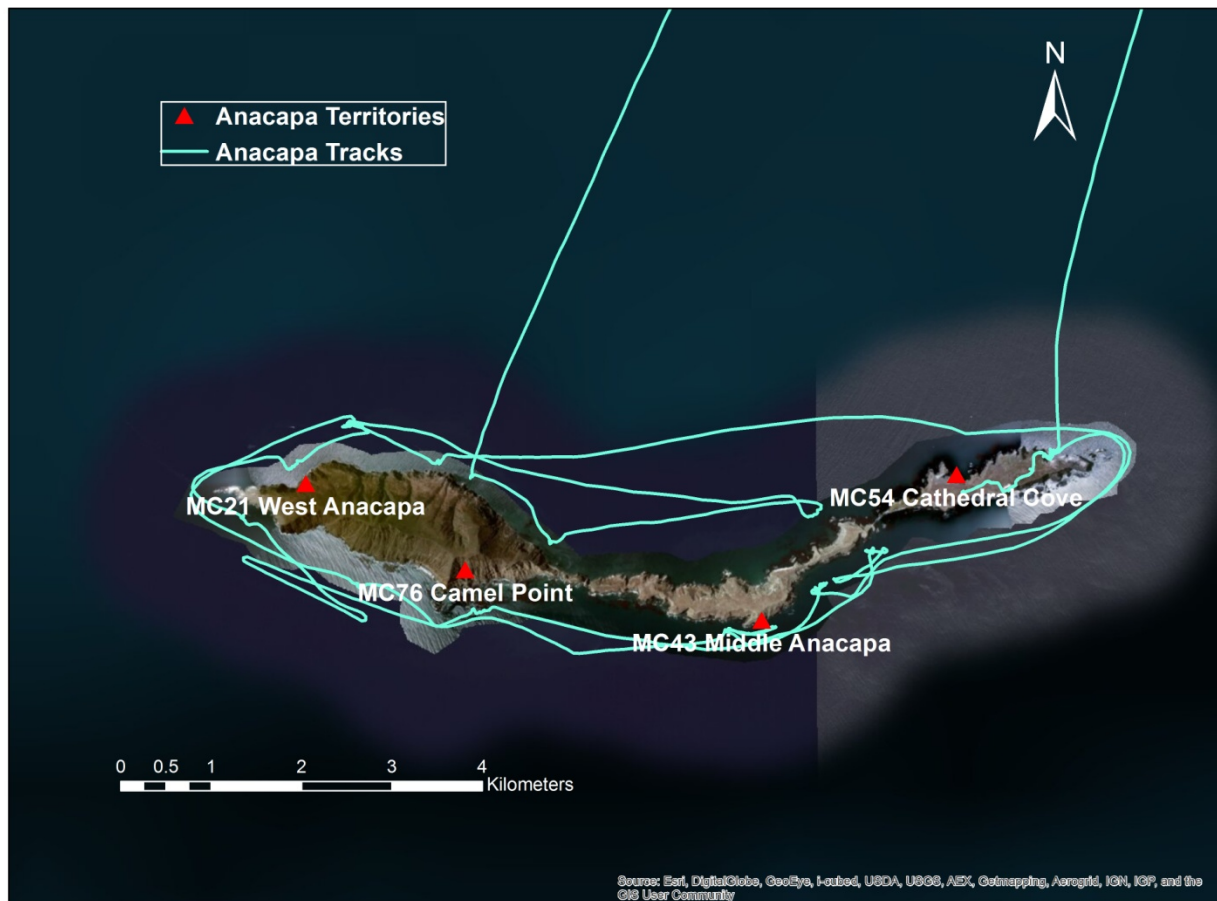 N
Anacapa Territories
Anacapa Tracks
MC21 West Anacapa
MC54 Cathedral Cove
MC76 Camel Point
MC43 Middle Anacapa
0 0.5 1 2 3 4
Kilometers
Source: Esri, DigitalGlobe, GeoEye, i-cubed, USDA, USGS, AEX, Getmapping, Aerogrid, IGN, IGP, and the
GIS User Community